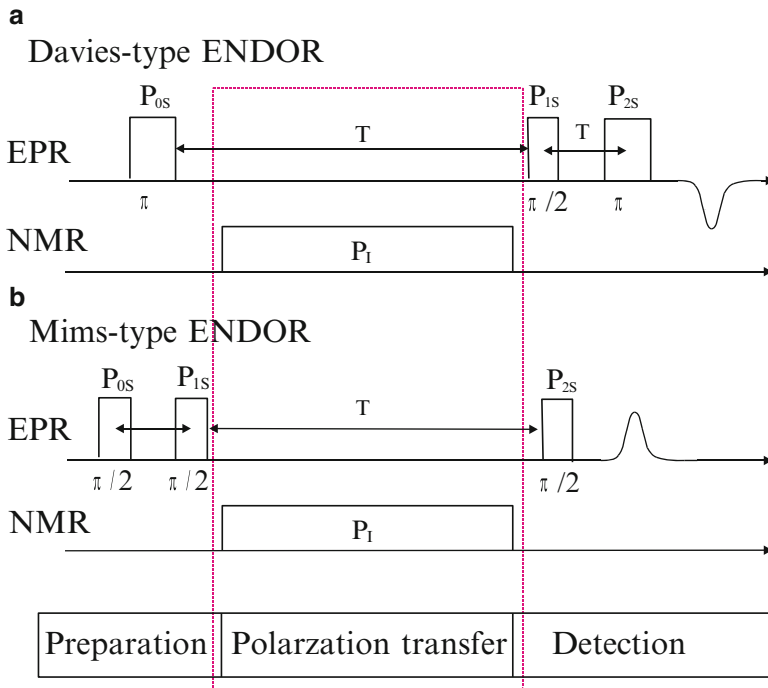 a
Davies-type ENDOR
P0S P1S P2S
T T
EPR
π π /2 π
NMR
PI
b
Mims-type ENDOR
P0S P1S P2S
T
EPR
π /2 π /2 π /2
NMR
PI
Preparation Polarzation transfer Detection